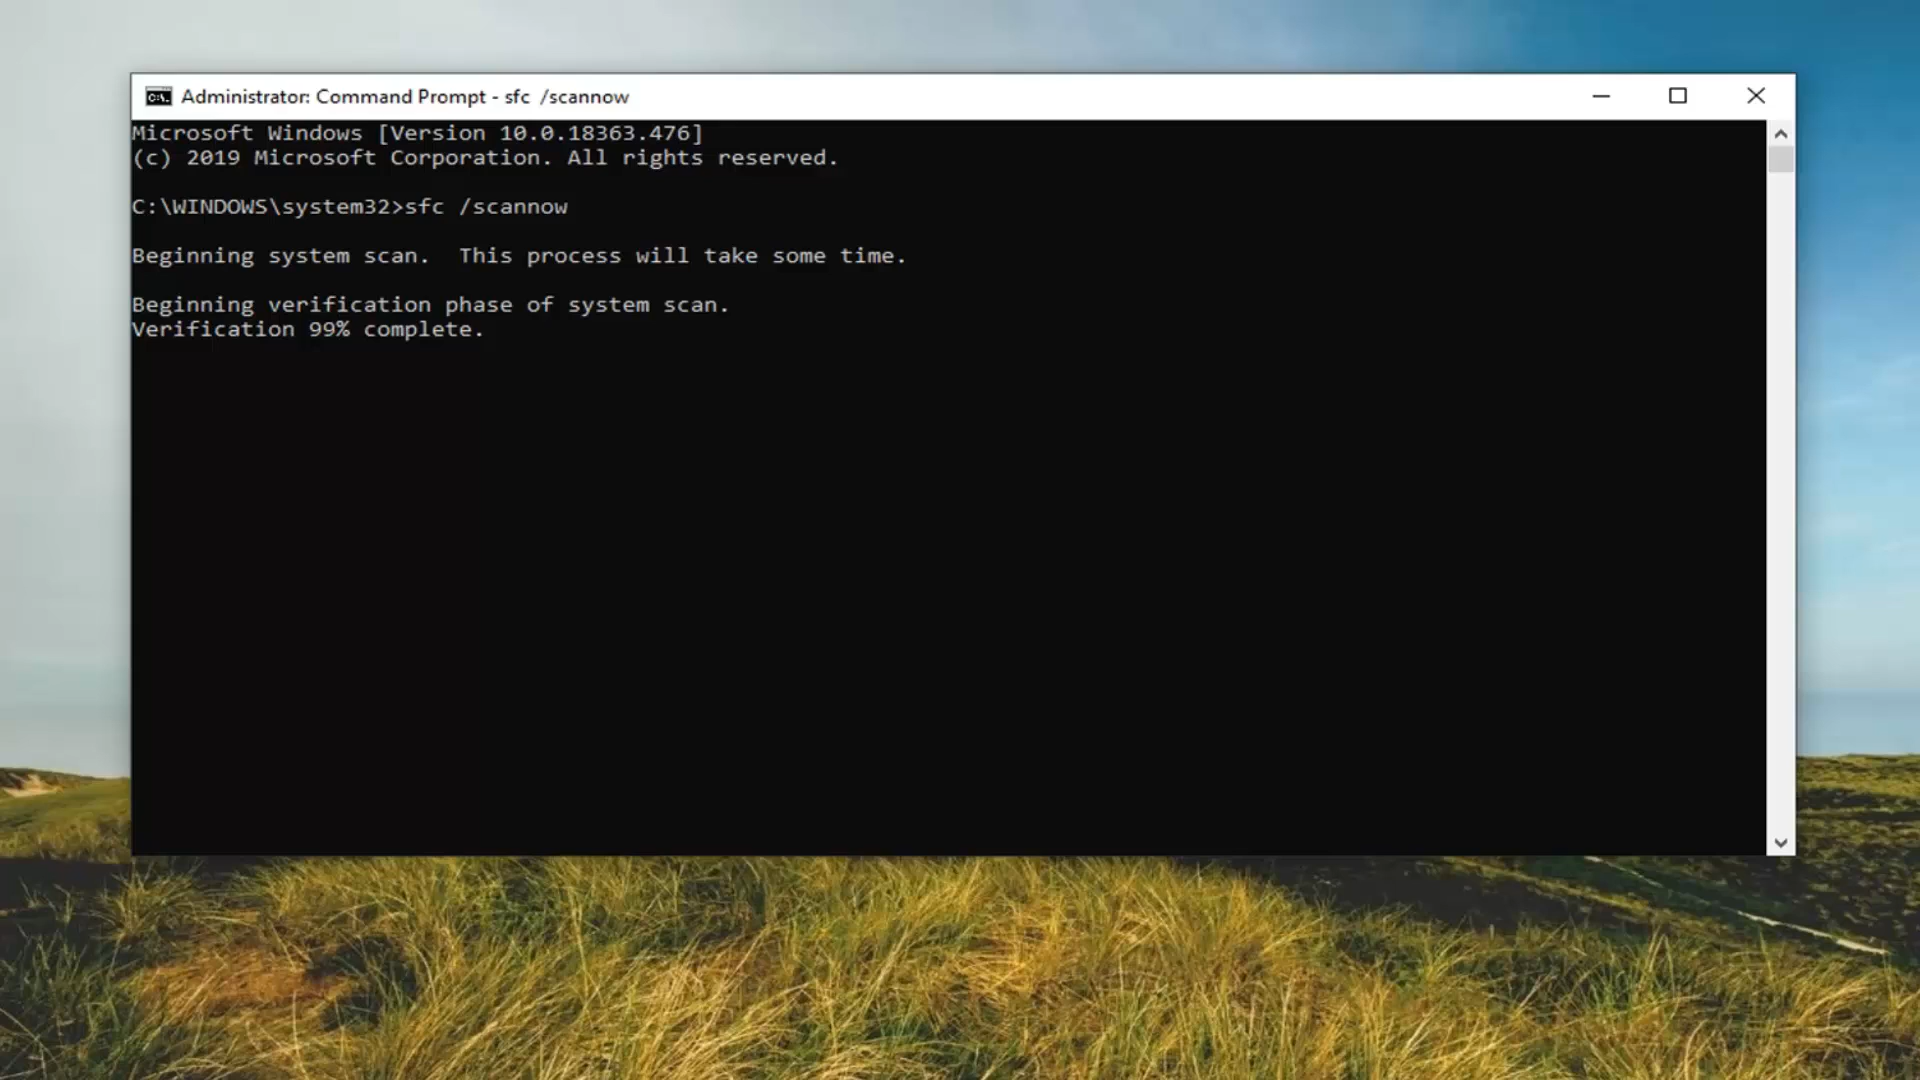 Administrator: Command Prompt - sfc  /scannow
Microsoft Windows [Version 10.0.18363.476]
(c) 2019 Microsoft Corporation. All rights reserved.
C:\WINDOWS\system32>sfc /scannow
Beginning system scan.  This process will take some time.
Beginning verification phase of system scan.
Verification 99% complete.